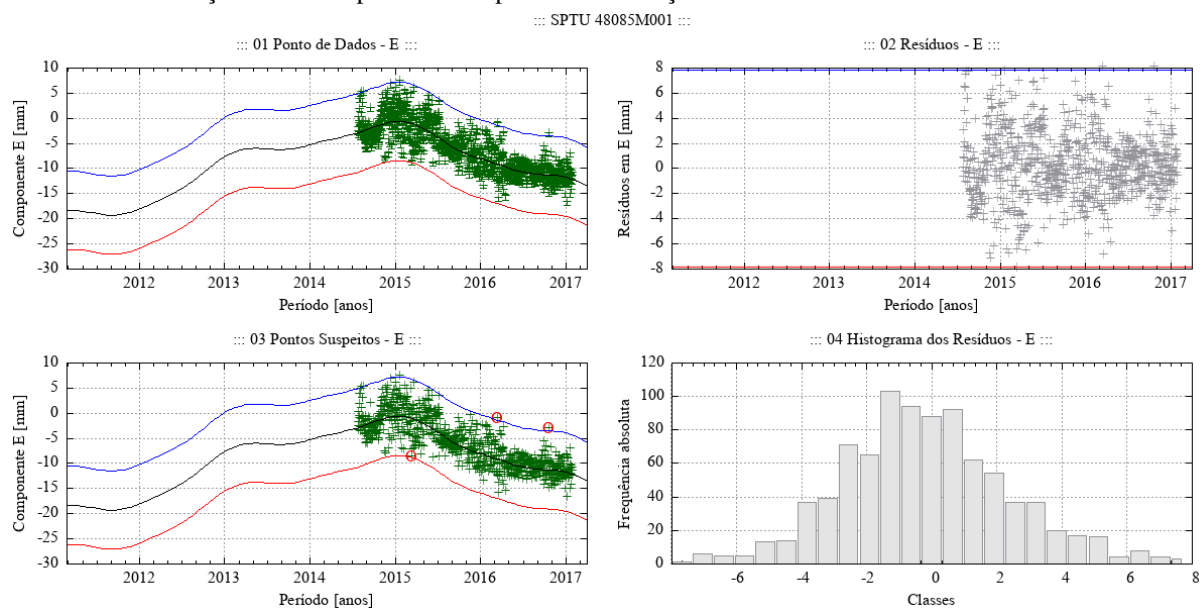 ::: SPTU 48085M001 :::
::: 01 Ponto de Dados - E :::
10
5
0
-5
-10
-15
-20
-25
-30
Componente E [mm]
2012 2013 2014 2015 2016 2017
Período [anos]
::: 02 Resíduos - E :::
8
6
4
2
0
-2
-4
-6
-8
Resíduos em E [mm]
2012 2013 2014 2015 2016 2017
Período [anos]
::: 03 Pontos Suspeitos - E :::
10
5
0
-5
-10
-15
-20
-25
-30
Componente E [mm]
2012 2013 2014 2015 2016 2017
Período [anos]
::: 04 Histograma dos Resíduos - E :::
120
100
80
60
40
20
0
Frequência absoluta
-6 -4 -2 0 2 4 6 8
Classes